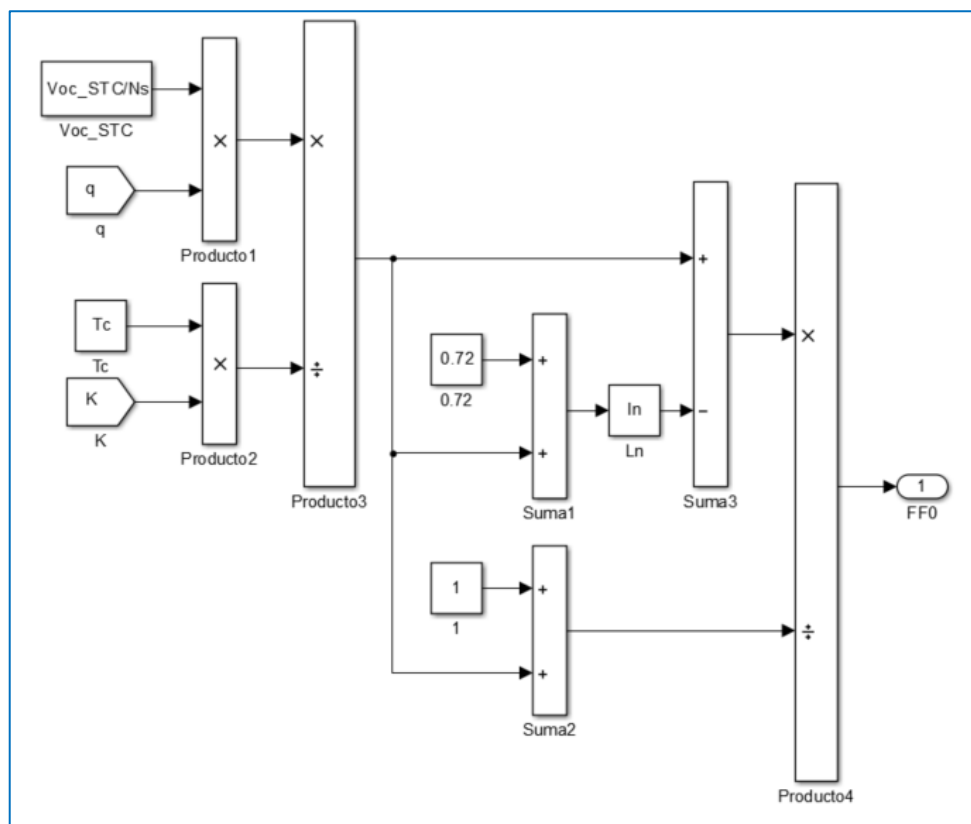 Voc_STC/Ns
Voc_STC
q
q
×
Producto1
Tc
Tc
K
K
×
Producto2
×
÷
Producto3
0.72
0.72
+
+
Suma1
ln
Ln
1
1
+
+
Suma2
+
−
Suma3
×
÷
Producto4
1
FF0